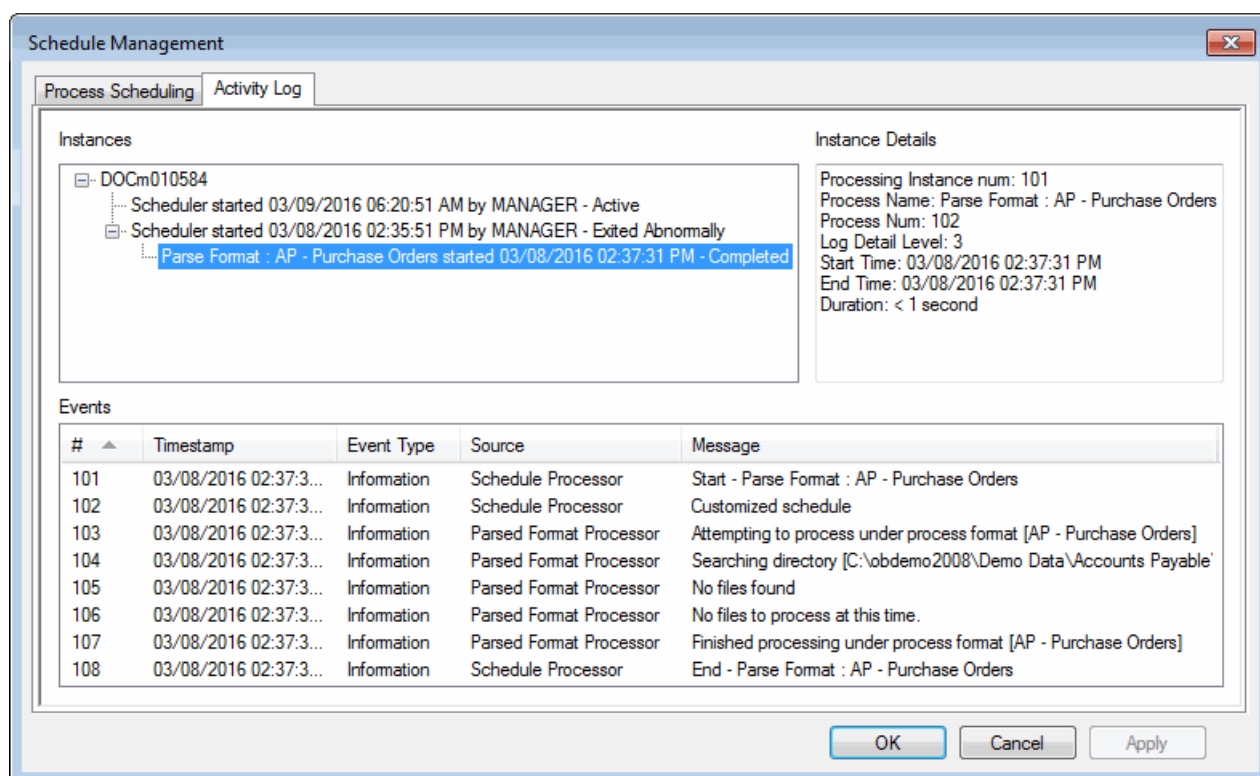 Schedule Management
Process Scheduling Activity Log
Instances
DOCm010584
Scheduler started 03/09/2016 06:20:51 AM by MANAGER - Active
Scheduler started 03/08/2016 02:35:51 PM by MANAGER - Exited Abnormally
Parse Format : AP - Purchase Orders started 03/08/2016 02:37:31 PM - Completed
Instance Details
Processing Instance num: 101
Process Name: Parse Format : AP - Purchase Orders
Process Num: 102
Log Detail Level: 3
Start Time: 03/08/2016 02:37:31 PM
End Time: 03/08/2016 02:37:31 PM
Duration: < 1 second
Events
# Timestamp Event Type Source Message
101 03/08/2016 02:37:3... Information Schedule Processor Start - Parse Format : AP - Purchase Orders
102 03/08/2016 02:37:3... Information Schedule Processor Customized schedule
103 03/08/2016 02:37:3... Information Parsed Format Processor Attempting to process under process format [AP - Purchase Orders]
104 03/08/2016 02:37:3... Information Parsed Format Processor Searching directory [C:\obdemo2008\Demo Data\Accounts Payable\
105 03/08/2016 02:37:3... Information Parsed Format Processor No files found
106 03/08/2016 02:37:3... Information Parsed Format Processor No files to process at this time.
107 03/08/2016 02:37:3... Information Parsed Format Processor Finished processing under process format [AP - Purchase Orders]
108 03/08/2016 02:37:3... Information Schedule Processor End - Parse Format : AP - Purchase Orders
OK Cancel Apply